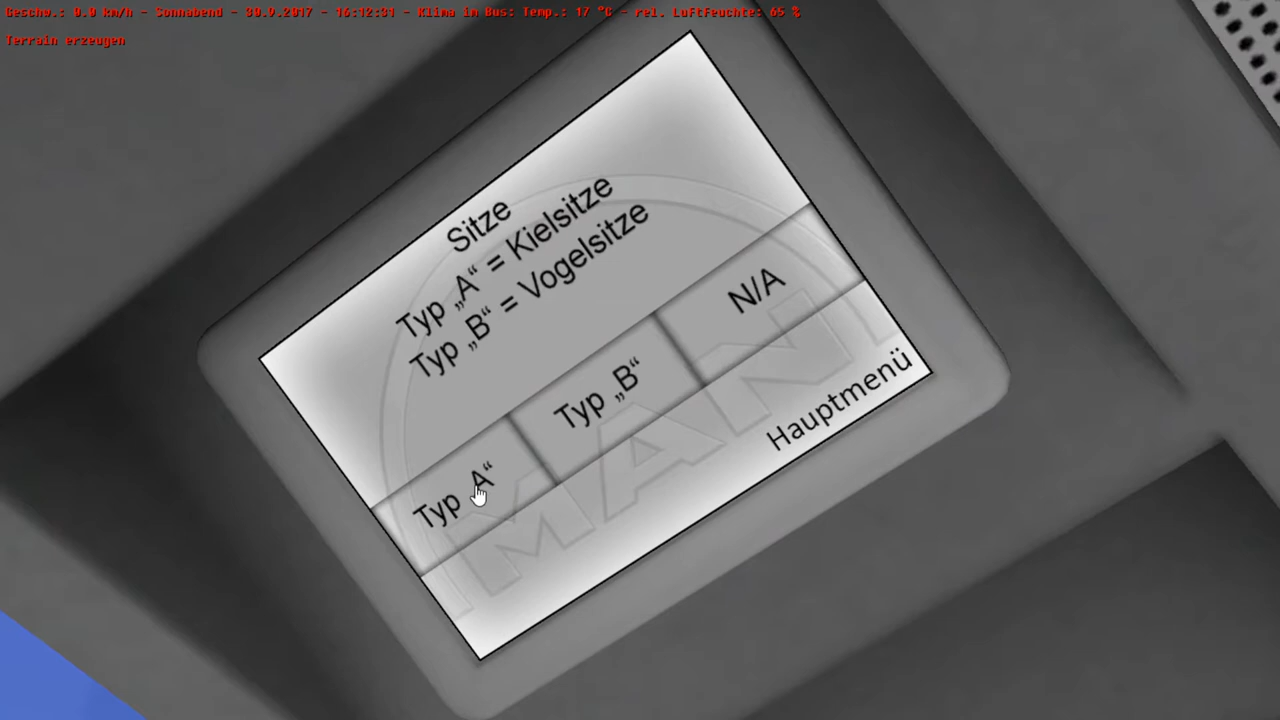 Geschw.: 0.0 km/h - Sonnabend - 30.9.2017 - 16:12:31 - Klima im Bus: Temp.: 17 °C - rel. Luftfeuchte: 65 %
Terrain erzeugen
Sitze
Typ „A“ = Kielsitze
Typ „B“ = Vogelsitze
Typ „A“
Typ „B“
N/A
MAN
Hauptmenü